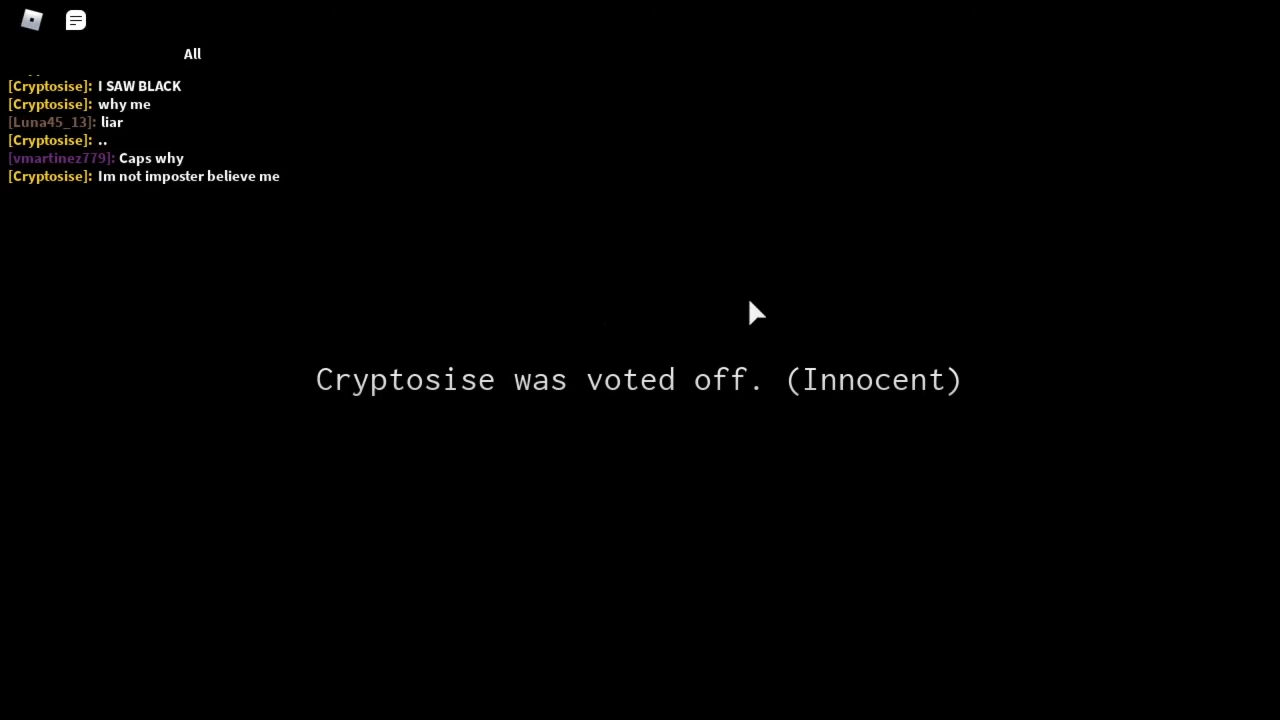 All
[Cryptosise]: I SAW BLACK
[Cryptosise]: why me
[Luna45_13]: liar
[Cryptosise]: ..
[vmartinez779]: Caps why
[Cryptosise]: Im not imposter believe me
Cryptosise was voted off. (Innocent)